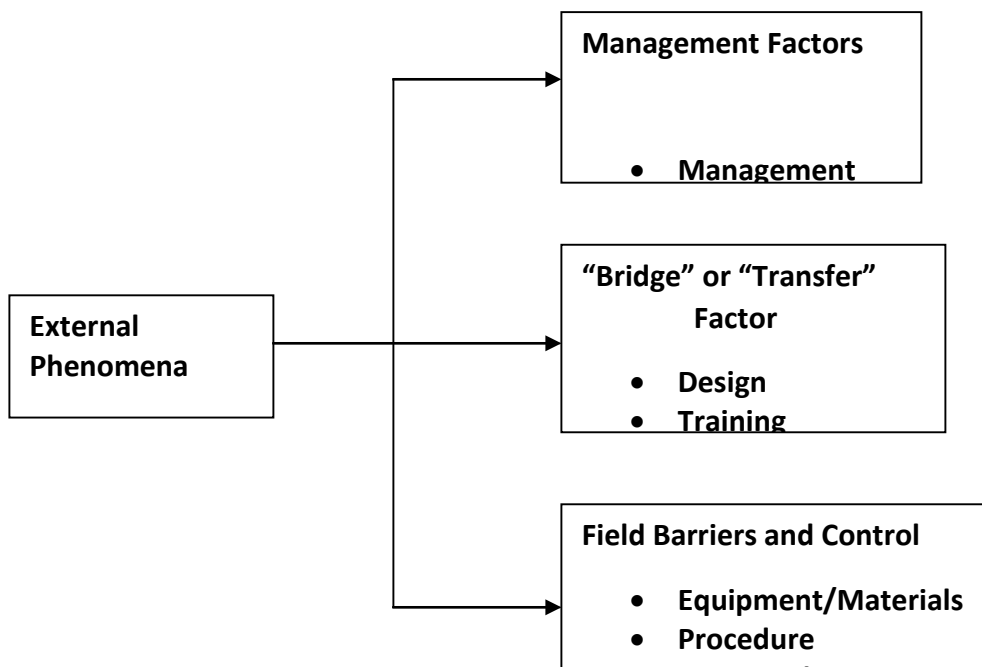 Management Factors
• Management
“Bridge” or “Transfer”
Factor
• Design
• Training
External
Phenomena
Field Barriers and Control
• Equipment/Materials
• Procedure